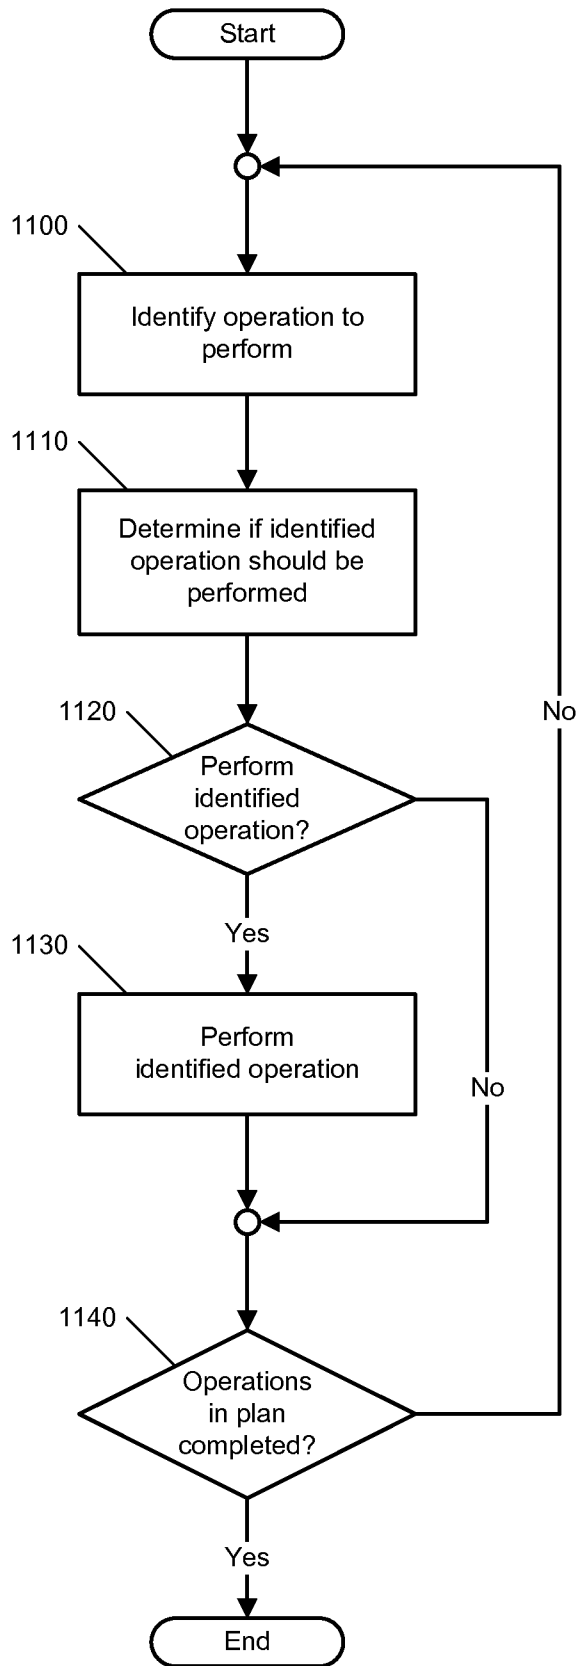 Start
1100
Identify operation to
perform
1110
Determine if identified
operation should be
performed
1120
No
Perform
identified
operation?
Yes
1130
Perform
identified operation
No
1140
Operations
in plan
completed?
Yes
End